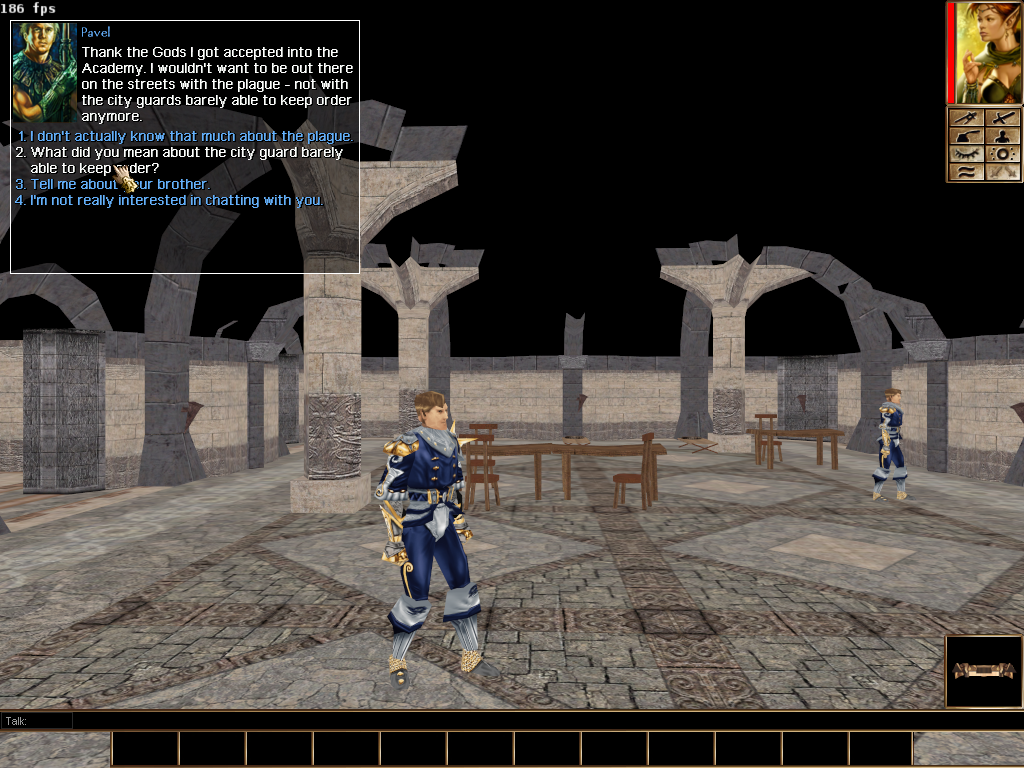 186 fps
Pavel
Thank the Gods I got accepted into the
Academy. I wouldn't want to be out there
on the streets with the plague - not with
the city guards barely able to keep order
anymore.
1. I don't actually know that much about the plague.
2. What did you mean about the city guard barely
able to keep order?
3. Tell me about your brother.
4. I'm not really interested in chatting with you.
Talk: